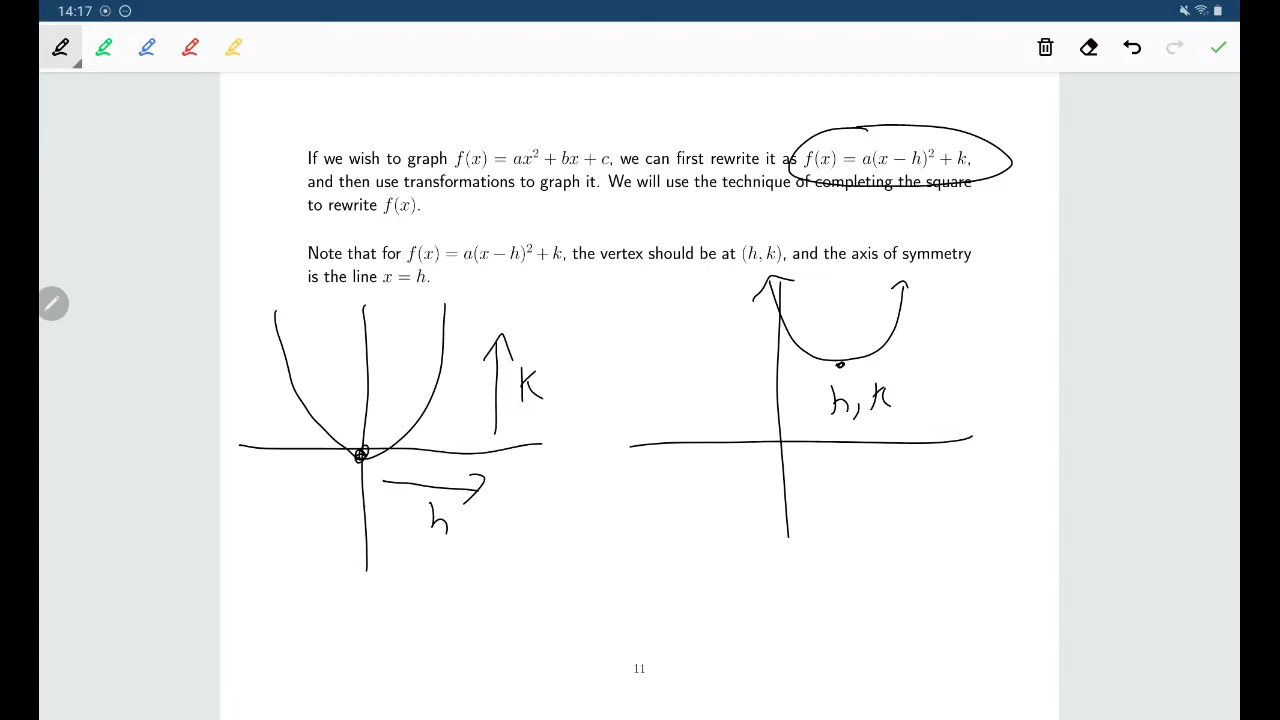 14:17
If we wish to graph f(x) = ax² + bx + c, we can first rewrite it as f(x) = a(x − h)² + k,
and then use transformations to graph it. We will use the technique of completing the square
to rewrite f(x).
Note that for f(x) = a(x − h)² + k, the vertex should be at (h, k), and the axis of symmetry
is the line x = h.
k
h, k
h
11